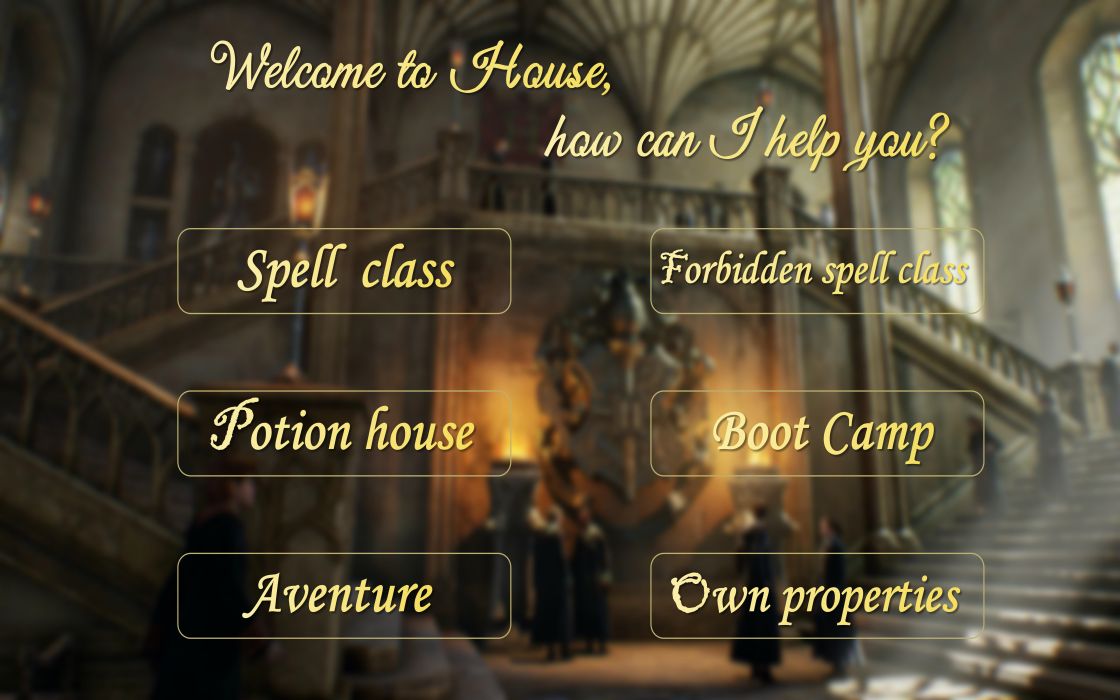 Welcome to House,
how can I help you?
Spell class
Forbidden spell class
Potion house
Boot Camp
Aventure
Own properties